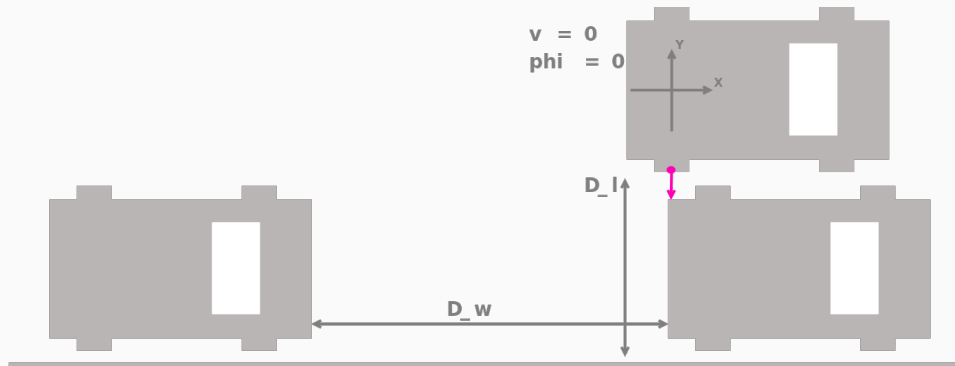 v = 0
phi = 0
Y
X
D_l
D_w